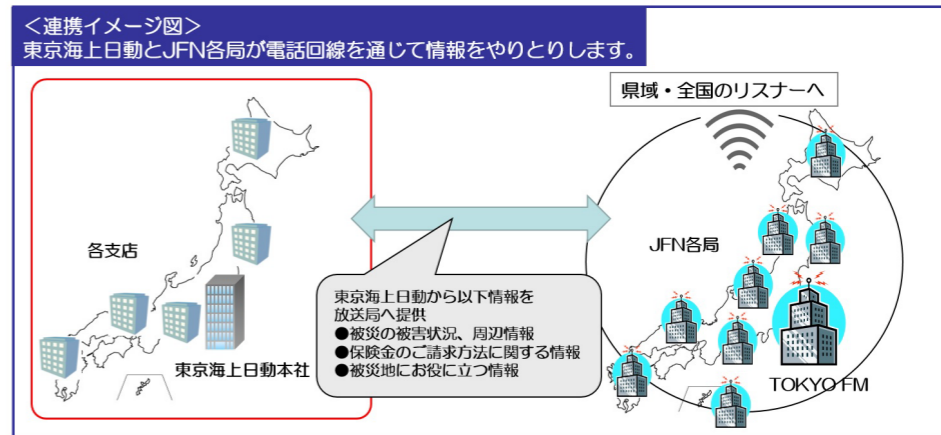 ＜連携イメージ図＞
東京海上日動とJFN各局が電話回線を通じて情報をやりとりします。
県域・全国のリスナーへ
各支店
JFN各局
東京海上日動から以下情報を
放送局へ提供
●被災の被害状況、周辺情報
●保険金のご請求方法に関する情報
●被災地にお役に立つ情報
東京海上日動本社
TOKYO FM